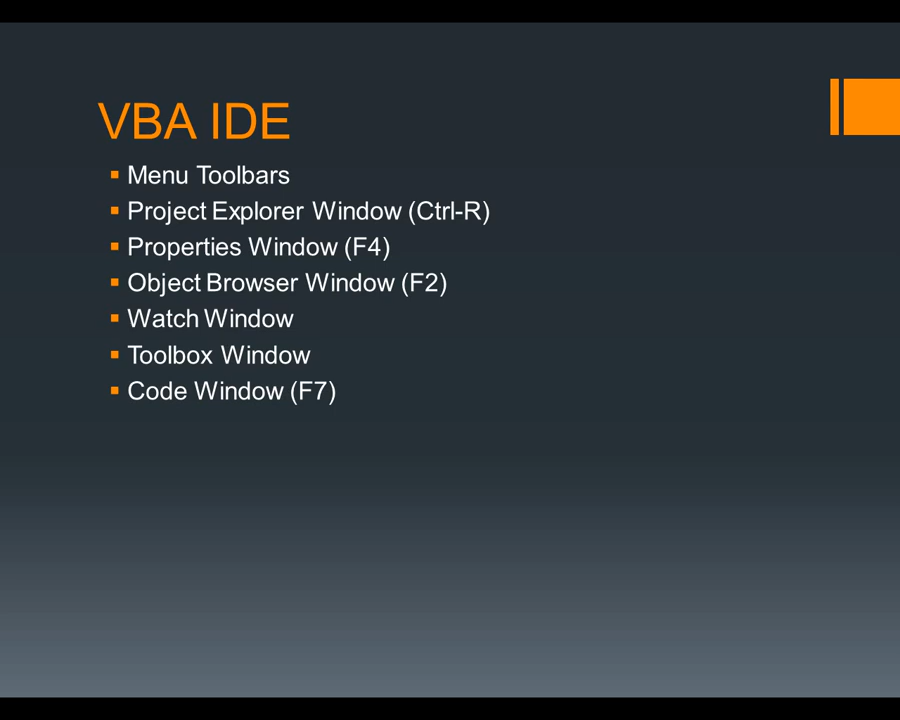 VBA IDE
Menu Toolbars
Project Explorer Window (Ctrl-R)
Properties Window (F4)
Object Browser Window (F2)
Watch Window
Toolbox Window
Code Window (F7)